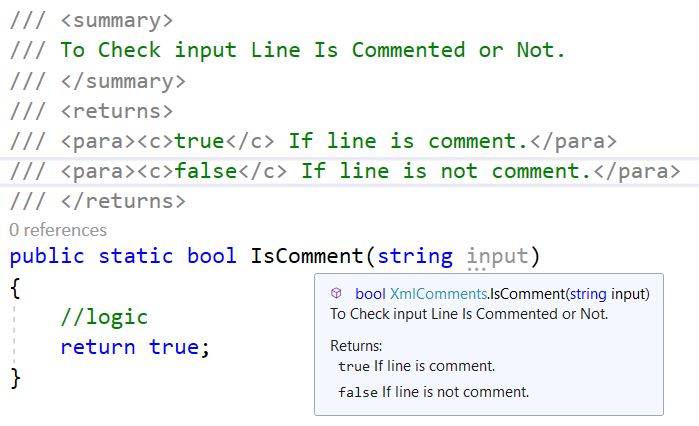 /// <summary>
/// To Check input Line Is Commented or Not.
/// </summary>
/// <returns>
/// <para><c>true</c> If line is comment.</para>
/// <para><c>false</c> If line is not comment.</para>
/// </returns>
0 references
public static bool IsComment(string input)
{
//logic
return true;
}
bool XmlComments.IsComment(string input)
To Check input Line Is Commented or Not.
Returns:
true If line is comment.
false If line is not comment.